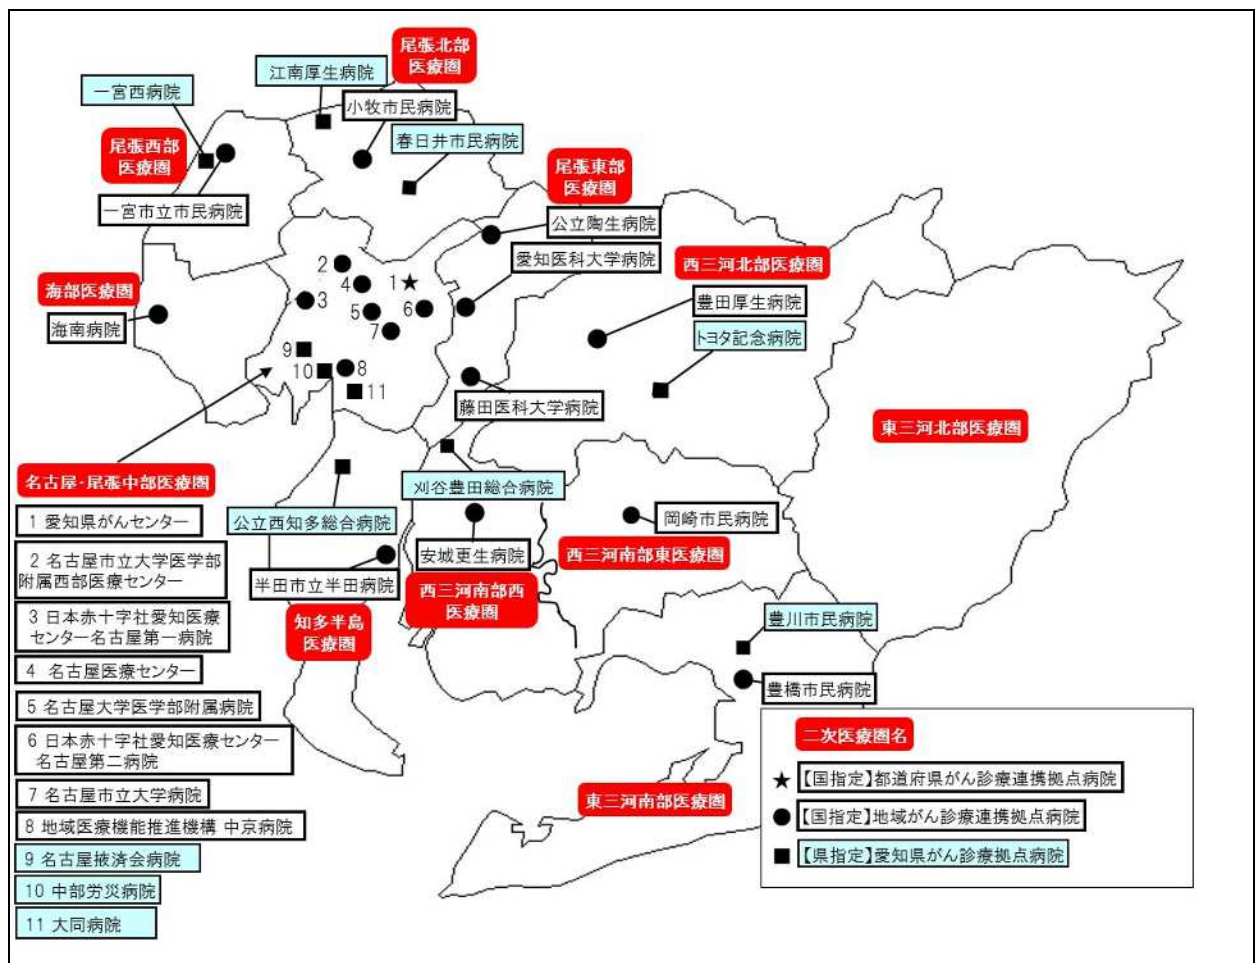 尾張北部
医療圏
江南厚生病院
一宮西病院
小牧市民病院
春日井市民病院
尾張西部
医療圏
尾張東部
医療圏
一宮市立市民病院
公立陶生病院
愛知医科大学病院
西三河北部医療圏
海部医療圏
海南病院
豊田厚生病院
トヨタ記念病院
2
4
1
3
5
6
7
9
10
8
11
藤田医科大学病院
東三河北部医療圏
名古屋・尾張中部医療圏
刈谷豊田総合病院
公立西知多総合病院
岡崎市民病院
安城更生病院
西三河南部東医療圏
半田市立半田病院
西三河南部西
医療圏
知多半島
医療圏
豊川市民病院
豊橋市民病院
東三河南部医療圏
1 愛知県がんセンター
2 名古屋市立大学医学部
附属西部医療センター
3 日本赤十字社愛知医療
センター名古屋第一病院
4 名古屋医療センター
5 名古屋大学医学部附属病院
6 日本赤十字社愛知医療センター
名古屋第二病院
7 名古屋市立大学病院
8 地域医療機能推進機構 中京病院
9 名古屋掖済会病院
10 中部労災病院
11 大同病院
二次医療圏名
★【国指定】都道府県がん診療連携拠点病院
●【国指定】地域がん診療連携拠点病院
■【県指定】愛知県がん診療拠点病院